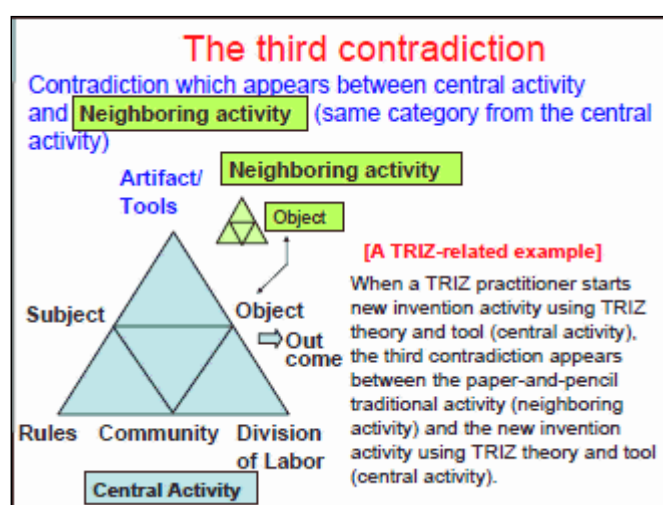 The third contradiction
Contradiction which appears between central activity
and Neighboring activity (same category from the central
activity)
Neighboring activity
Artifact/
Tools
Object
Subject
Object
Out
come
Rules Community Division
of Labor
Central Activity
[A TRIZ-related example]
When a TRIZ practitioner starts
new invention activity using TRIZ
theory and tool (central activity),
the third contradiction appears
between the paper-and-pencil
traditional activity (neighboring
activity) and the new invention
activity using TRIZ theory and tool
(central activity).